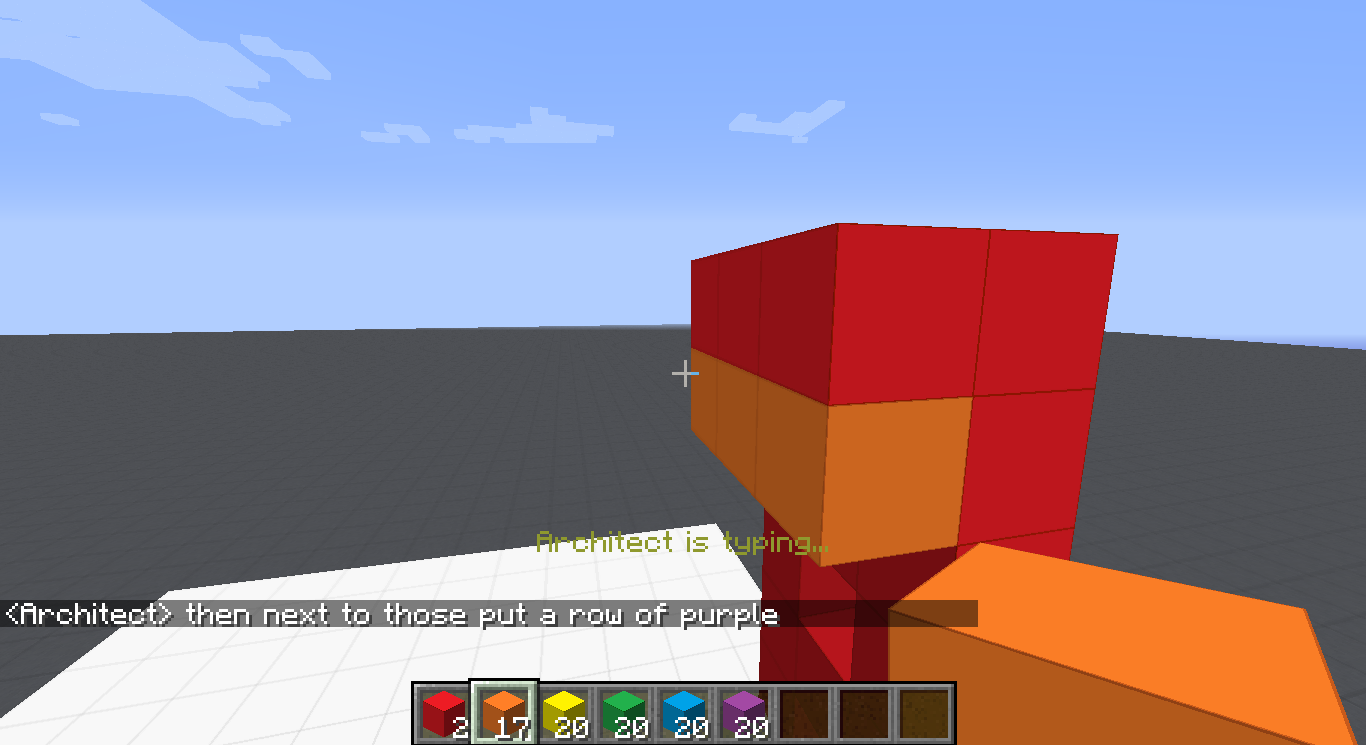 Architect is typing...
<Architect> then next to those put a row of purple
2 17 20 20 20 20